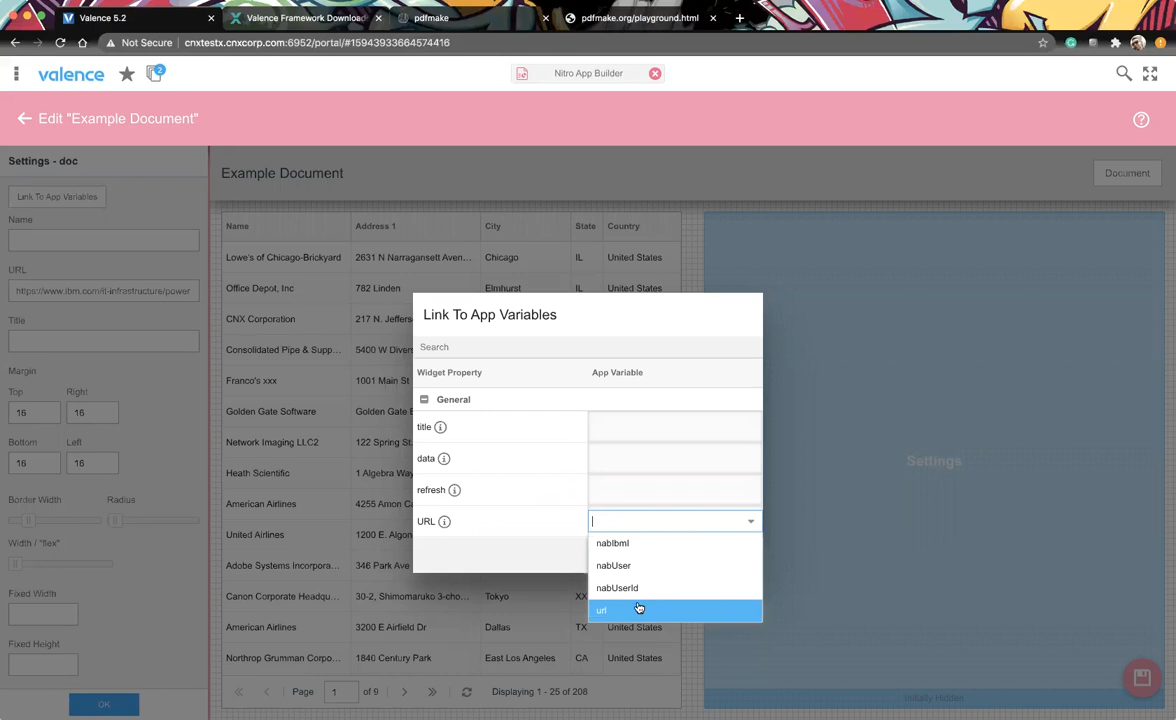 Valence 5.2
Valence Framework Download
pdfmake
pdfmake.org/playground.html
Not Secure
cnxtestx.cnxcorp.com:6952/portal/#15943933664574416
valence
2
Nitro App Builder
Edit "Example Document"
Settings - doc
Link To App Variables
Name
URL
https://www.ibm.com/it-infrastructure/power
Title
Margin
Top
Right
16
16
Bottom
Left
16
16
Border Width
Radius
Width / "flex"
Fixed Width
Fixed Height
OK
Example Document
Document
Name
Address 1
City
State
Country
Lowe's of Chicago-Brickyard
2631 N Narragansett Aven...
Chicago
IL
United States
Office Depot, Inc
782 Linden
Elmhurst
IL
United States
CNX Corporation
217 N. Jeffers
Consolidated Pipe & Supp...
5400 W Divers
Franco's xxx
1001 Main St
Golden Gate Software
Golden Gate
Network Imaging LLC2
122 Spring St
Heath Scientific
1 Algebra Way
American Airlines
4255 Amon Ca
United Airlines
1200 E. Algon
Adobe Systems Incorpora...
346 Park Ave
Canon Corporate Headqu...
30-2, Shimomaruko 3-cho...
Tokyo
XX
American Airlines
3200 E Airfield Dr
Dallas
TX
United States
Northrop Grumman Corpo...
1840 Century Park
East Los Angeles
CA
United States
Page
1
of 9
Displaying 1 - 25 of 208
Link To App Variables
Search
Widget Property
App Variable
General
title
data
refresh
URL
nabIbmI
nabUser
nabUserId
url
Settings
Initially Hidden